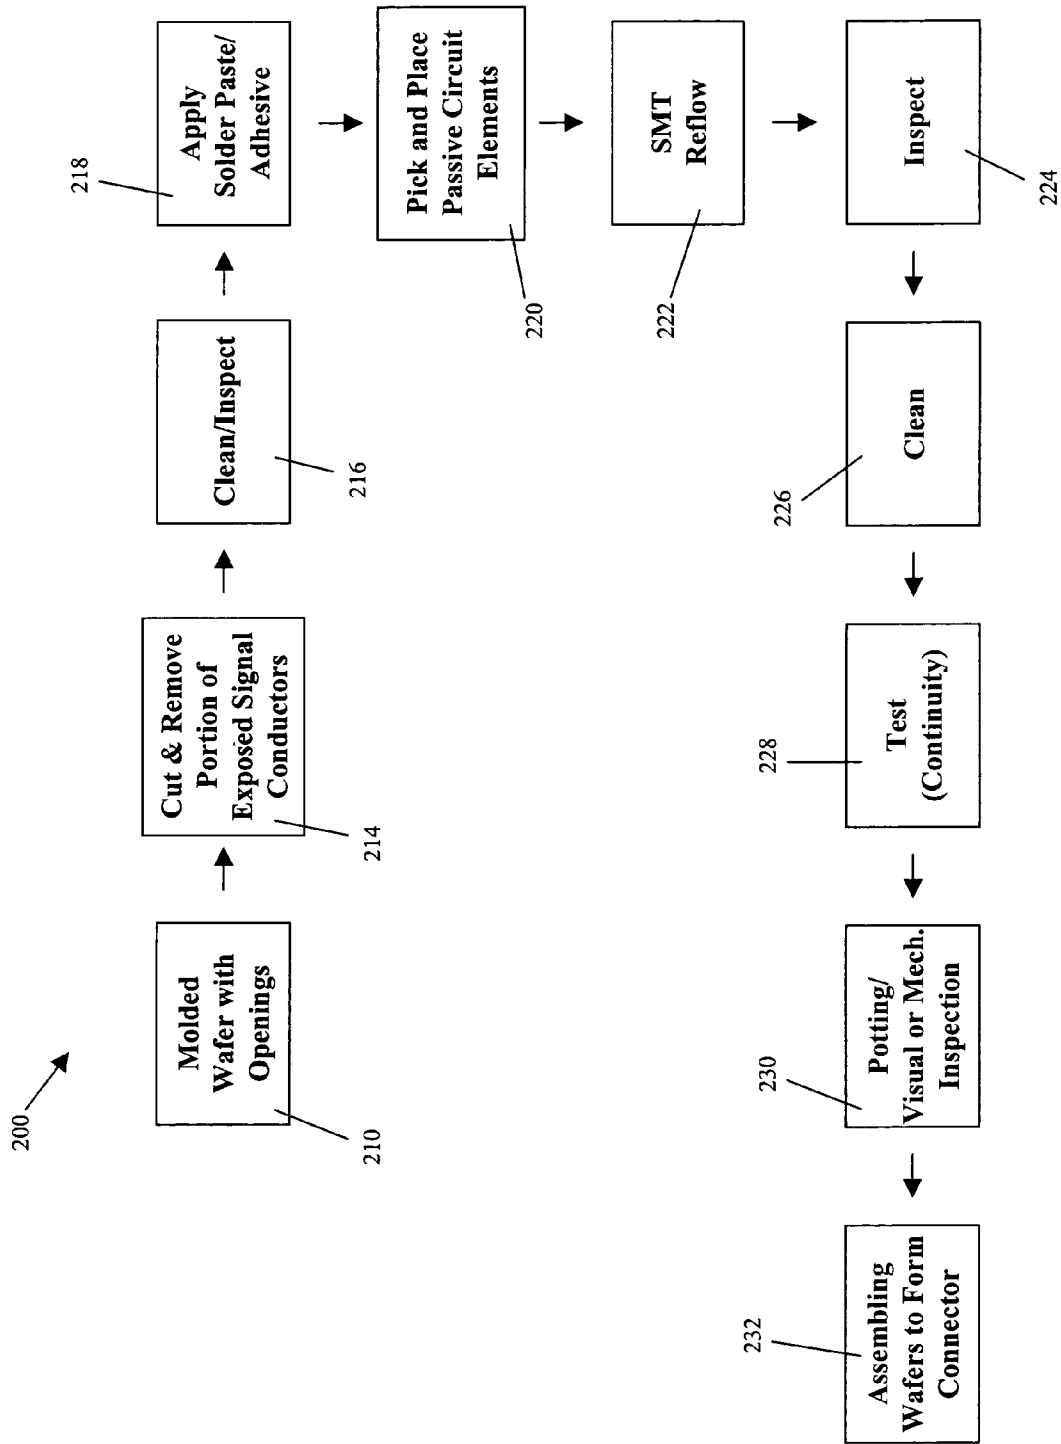 200
Molded
Wafer with
Openings
210
Cut & Remove
Portion of
Exposed Signal
Conductors
214
Clean/Inspect
216
Apply
Solder Paste/
Adhesive
218
Pick and Place
Passive Circuit
Elements
220
SMT
Reflow
222
Inspect
224
Clean
226
Test
(Continuity)
228
Potting/
Visual or Mech.
Inspection
230
Assembling
Wafers to Form
Connector
232